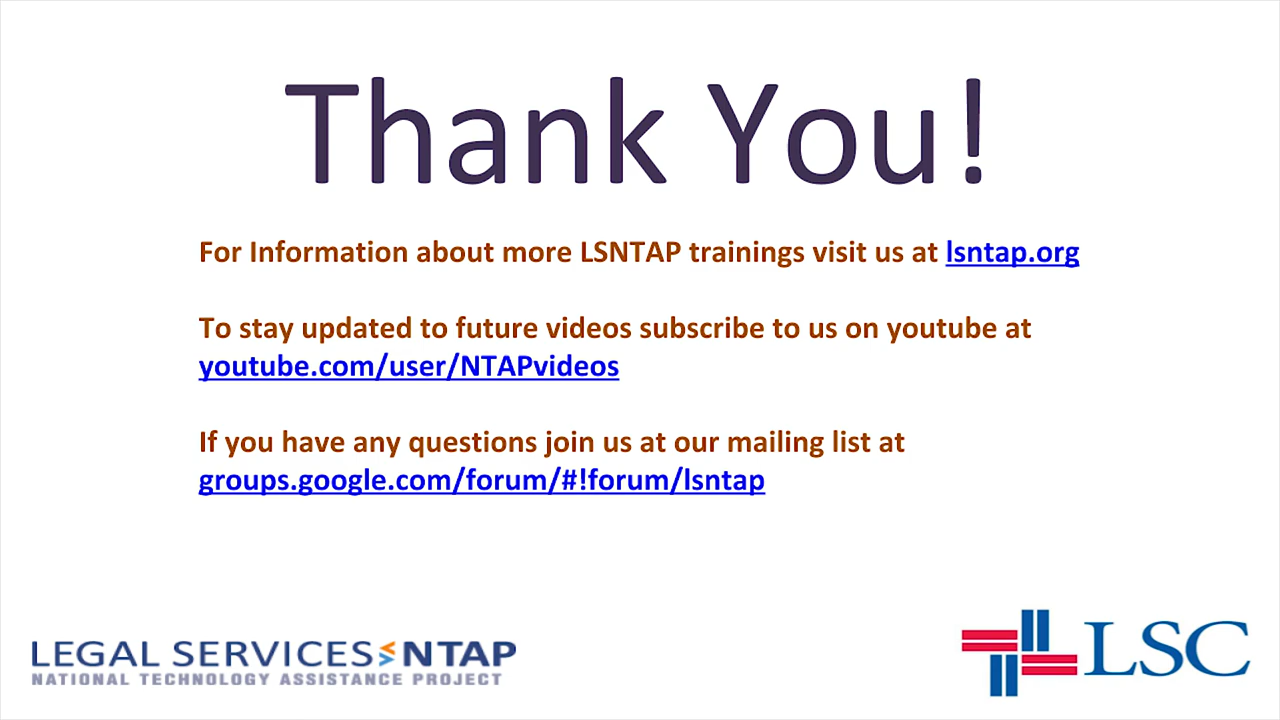 Thank You!
For Information about more LSNTAP trainings visit us at lsntap.org
To stay updated to future videos subscribe to us on youtube at
youtube.com/user/NTAPvideos
If you have any questions join us at our mailing list at
groups.google.com/forum/#!forum/lsntap
LEGAL SERVICES NTAP
NATIONAL TECHNOLOGY ASSISTANCE PROJECT
LSC